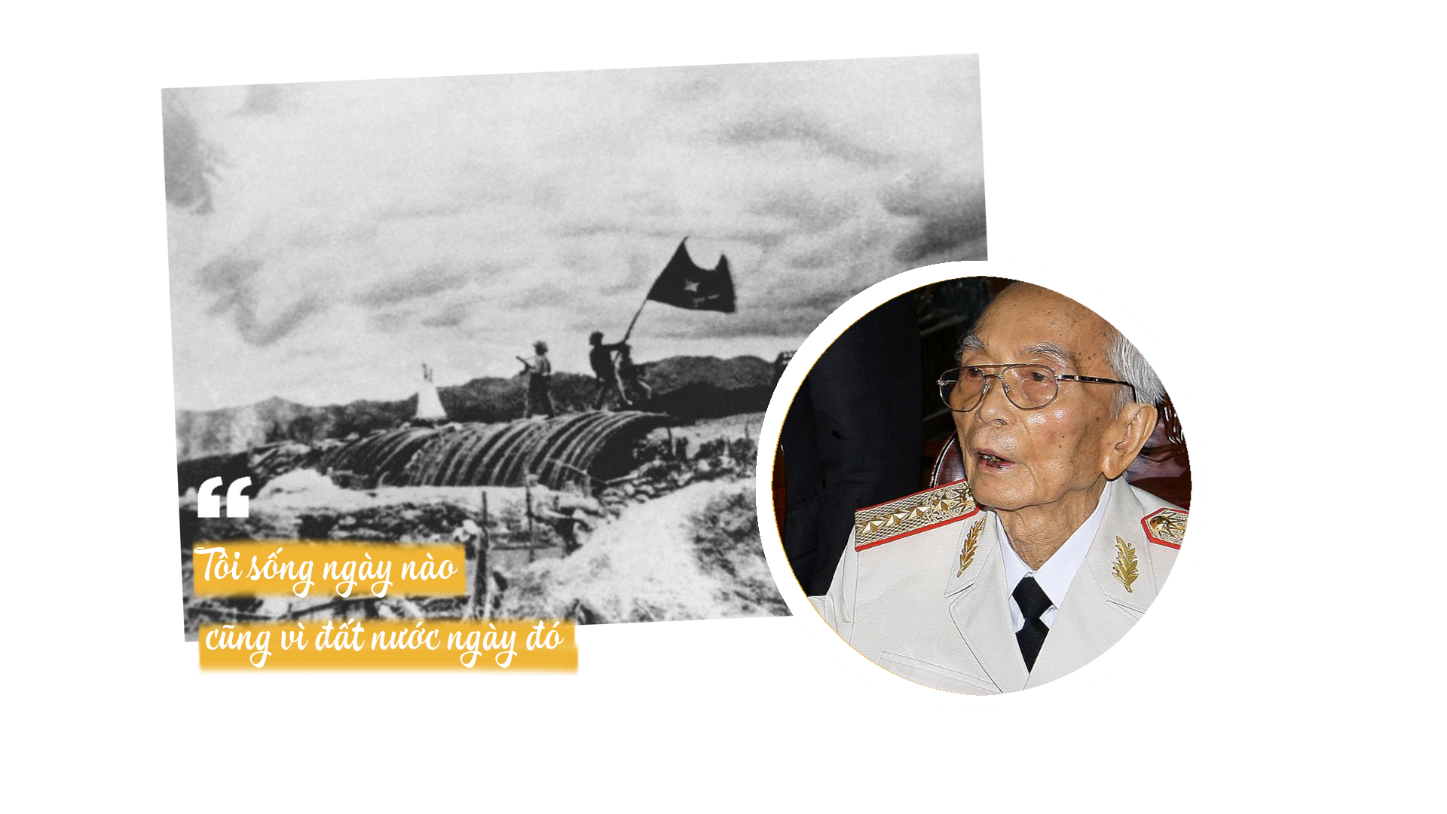 “
Tôi sống ngày nào
cũng vì đất nước ngày đó